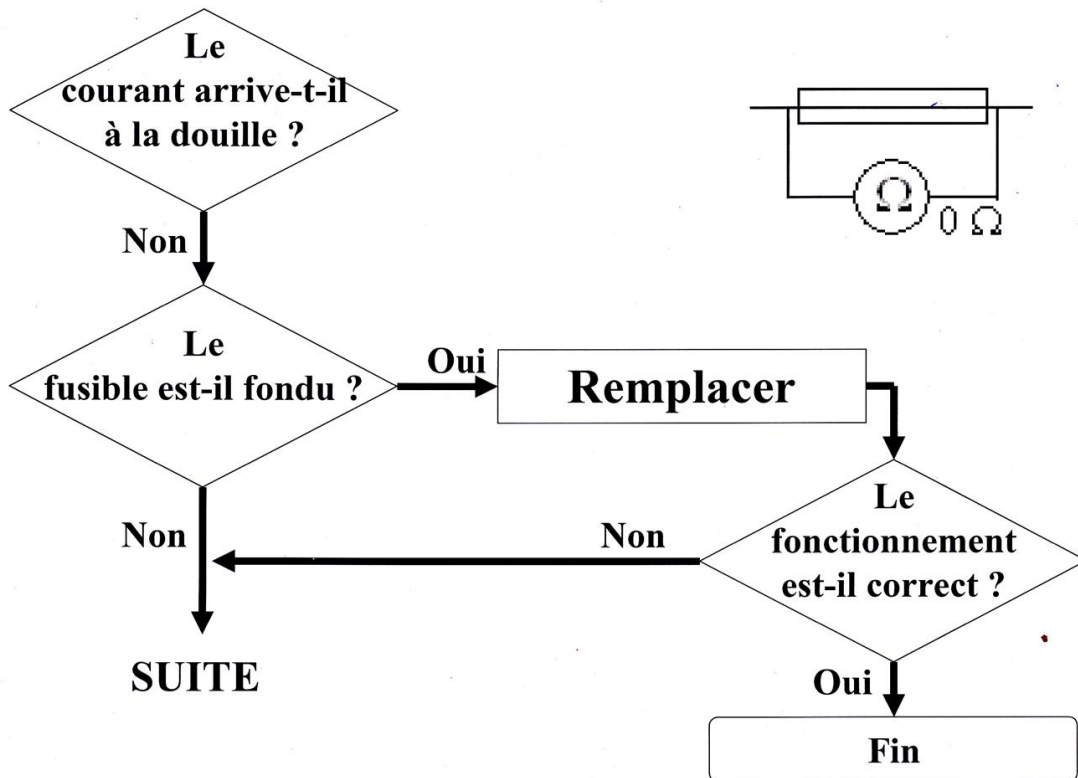 Le
courant arrive-t-il
à la douille ?
Ω
0 Ω
Non
Le
fusible est-il fondu ?
Oui
Remplacer
Non
Non
Le
fonctionnement
est-il correct ?
SUITE
Oui
Fin